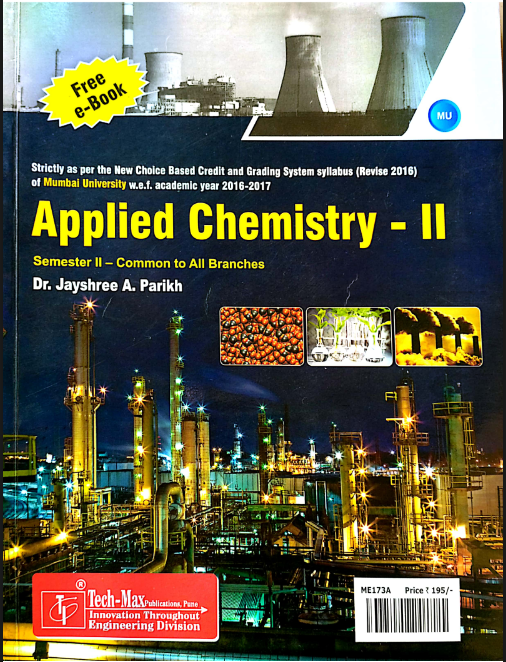 Free
e-Book
MU
Strictly as per the New Choice Based Credit and Grading System syllabus (Revise 2016)
of Mumbai University w.e.f. academic year 2016-2017
Applied Chemistry - II
Semester II – Common to All Branches
Dr. Jayshree A. Parikh
®
TP
Tech-Max Publications, Pune
Innovation Throughout
Engineering Division
ME173A Price ₹ 195/-